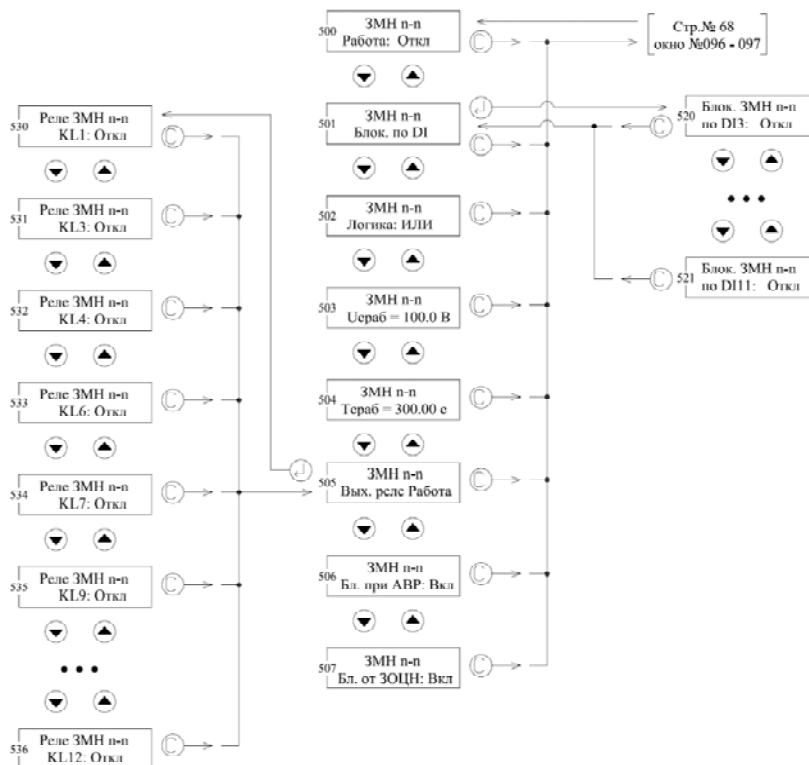 500
ЗМН п-п
Работа: Откл
C
Стр.№ 68
окно №096 - 097
530
Реле ЗМН п-п
KL1: Откл
C
501
ЗМН п-п
Блок. по DI
C
C
520
Блок. ЗМН п-п
по DI3: Откл
531
Реле ЗМН п-п
KL3: Откл
C
502
ЗМН п-п
Логика: ИЛИ
C
C
521
Блок. ЗМН п-п
по DI11: Откл
532
Реле ЗМН п-п
KL4: Откл
C
503
ЗМН п-п
Uсраб = 100.0 В
C
533
Реле ЗМН п-п
KL6: Откл
C
504
ЗМН п-п
Тсраб = 300.00 с
C
534
Реле ЗМН п-п
KL7: Откл
C
505
ЗМН п-п
Вых. реле Работа
C
535
Реле ЗМН п-п
KL9: Откл
C
506
ЗМН п-п
Бл. при АВР: Вкл
C
507
ЗМН п-п
Бл. от ЗОЦН: Вкл
C
536
Реле ЗМН п-п
KL12: Откл
C